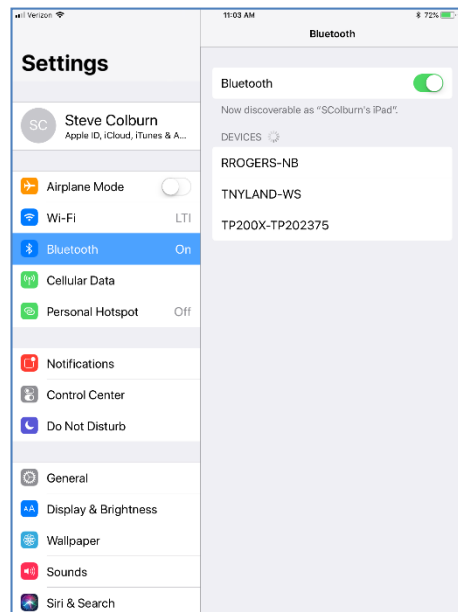 Verizon
11:03 AM
72%
Settings
Bluetooth
SC
Steve Colburn
Apple ID, iCloud, iTunes & A...
Airplane Mode
Wi-Fi LTI
Bluetooth On
Cellular Data
Personal Hotspot Off
Notifications
Control Center
Do Not Disturb
General
AA
Display & Brightness
Wallpaper
Sounds
Siri & Search
Bluetooth
Now discoverable as “SColburn’s iPad”.
DEVICES
RROGERS-NB
TNYLAND-WS
TP200X-TP202375